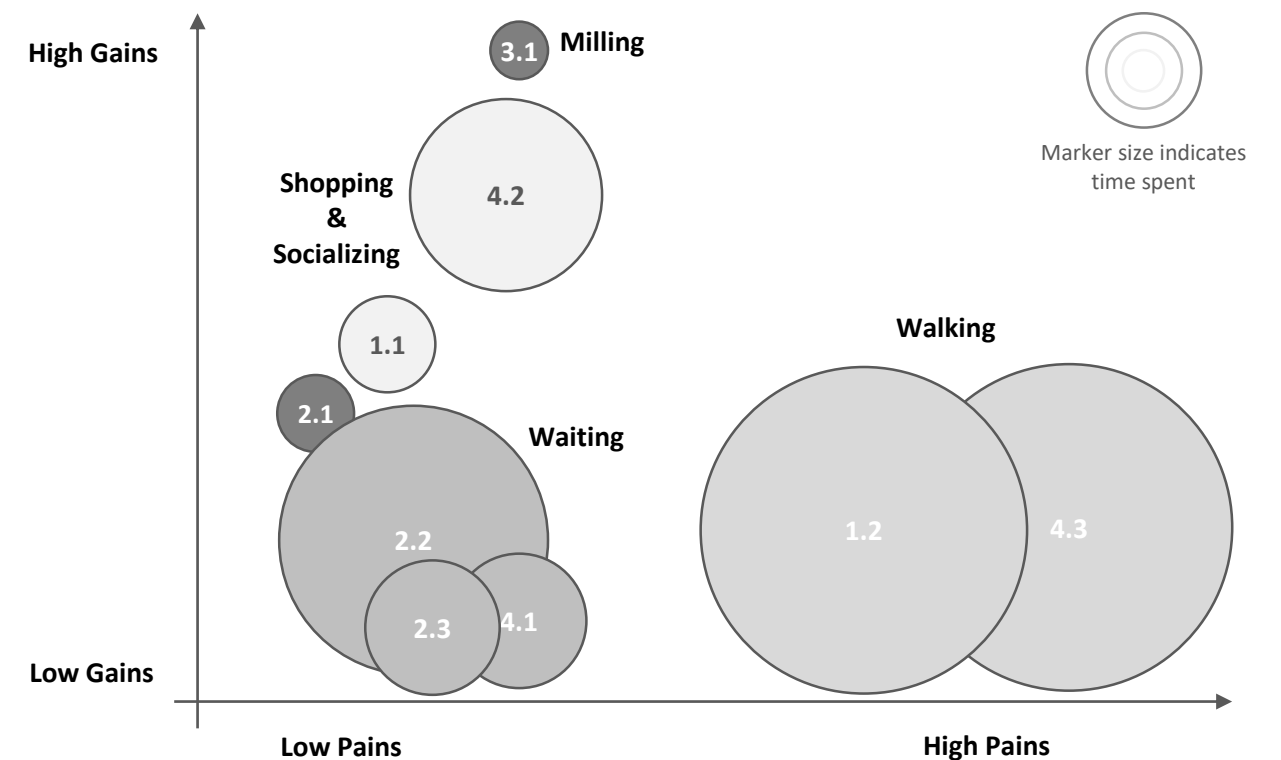 High Gains
3.1
Milling
Marker size indicates
time spent
Shopping
&
Socializing
4.2
1.1
Walking
2.1
Waiting
2.2
1.2
4.3
2.3
4.1
Low Gains
Low Pains
High Pains